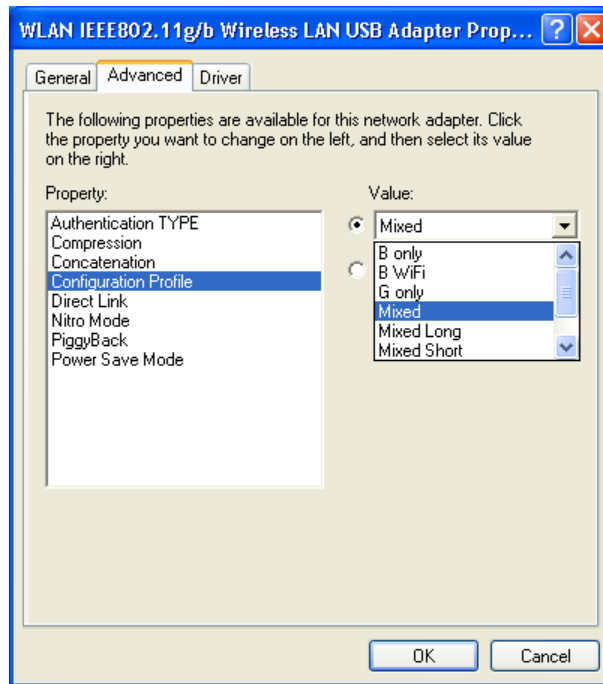 WLAN IEEE802.11g/b Wireless LAN USB Adapter Prop...
General Advanced Driver
The following properties are available for this network adapter. Click
the property you want to change on the left, and then select its value
on the right.
Property:
Authentication TYPE
Compression
Concatenation
Configuration Profile
Direct Link
Nitro Mode
PiggyBack
Power Save Mode
Value:
Mixed
B only
B WiFi
G only
Mixed
Mixed Long
Mixed Short
OK Cancel